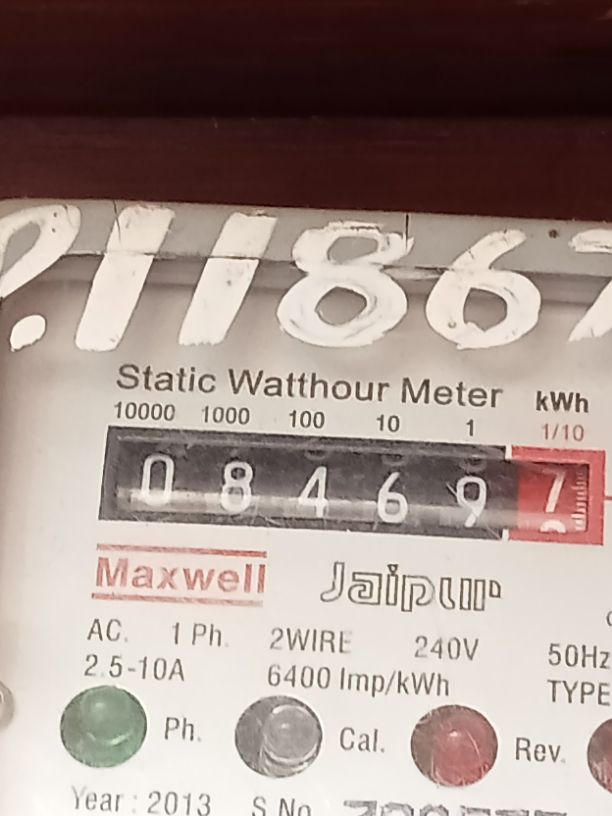 P.11867
Static Watthour Meter kWh
10000 1000 100 10 1 1/10
0 8 4 6 9 7
Maxwell Jaipur
AC. 1 Ph. 2WIRE 240V 50Hz
2.5-10A 6400 Imp/kWh TYPE
Ph. Cal. Rev.
Year : 2013 S.No